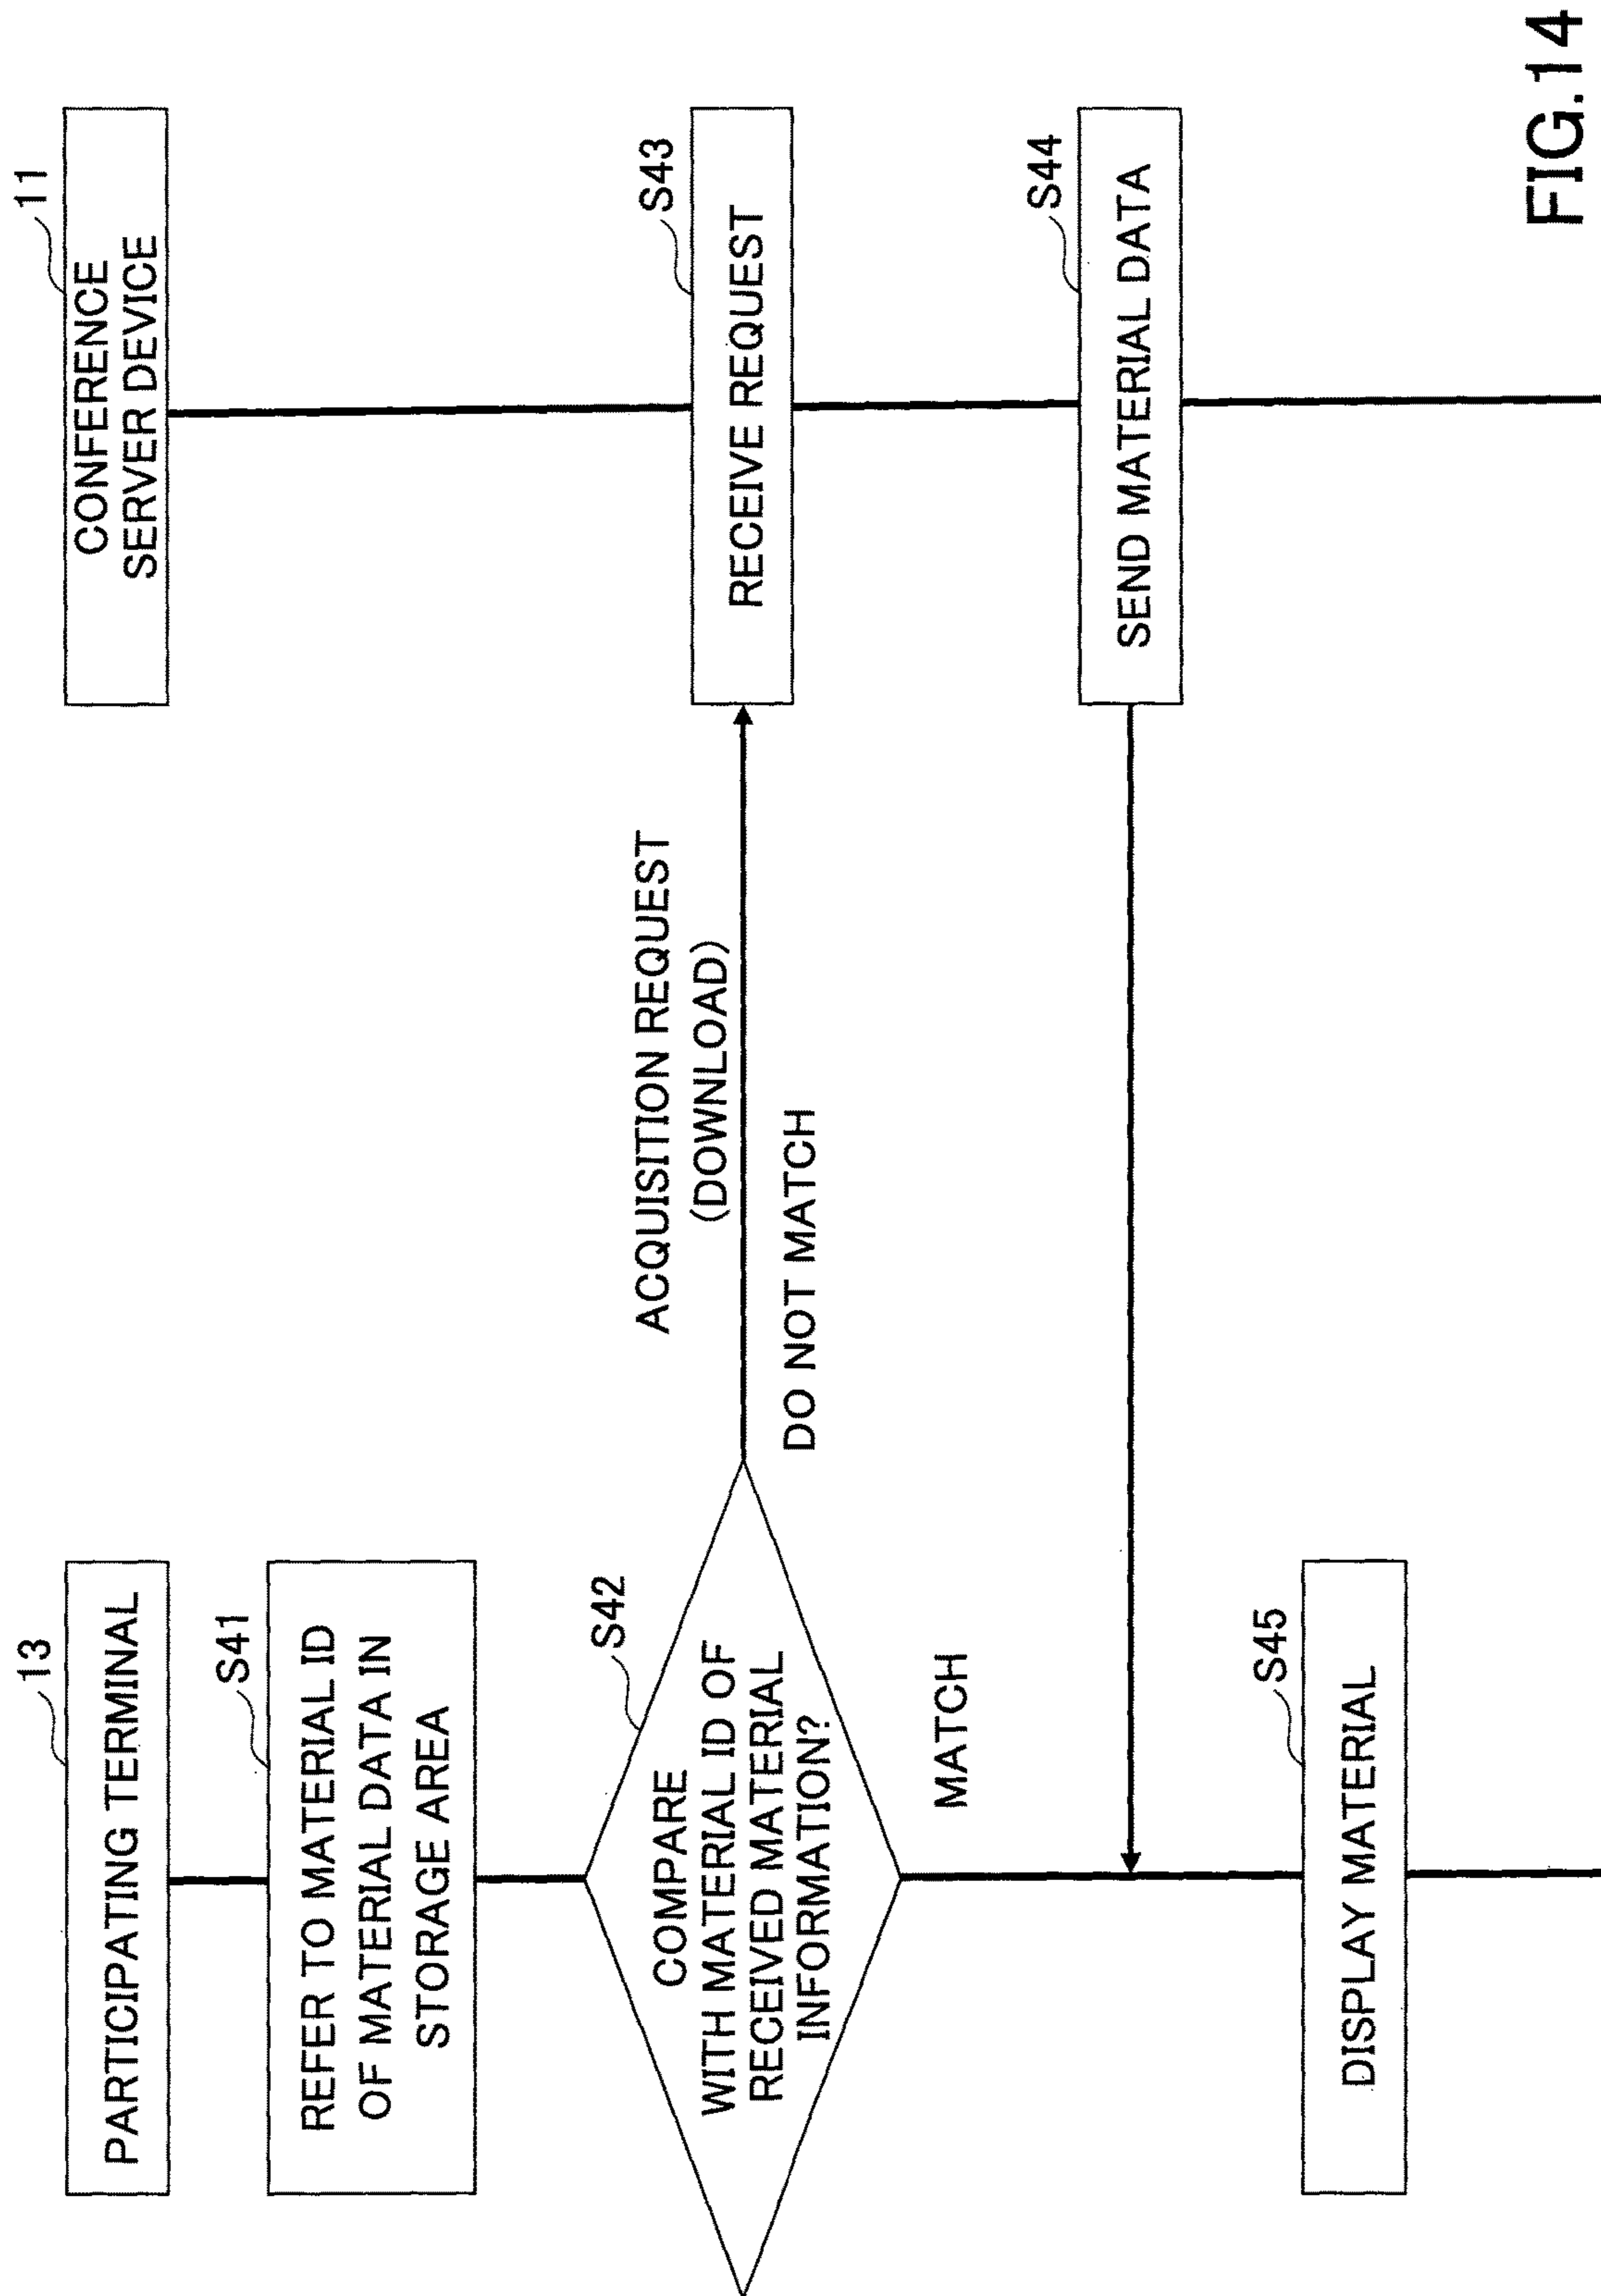 13
PARTICIPATING TERMINAL
11
CONFERENCE
SERVER DEVICE
S41
REFER TO MATERIAL ID
OF MATERIAL DATA IN
STORAGE AREA
S42
COMPARE
WITH MATERIAL ID OF
RECEIVED MATERIAL
INFORMATION?
ACQUISITION REQUEST
(DOWNLOAD)
DO NOT MATCH
S43
RECEIVE REQUEST
MATCH
S44
SEND MATERIAL DATA
S45
DISPLAY MATERIAL
FIG.14